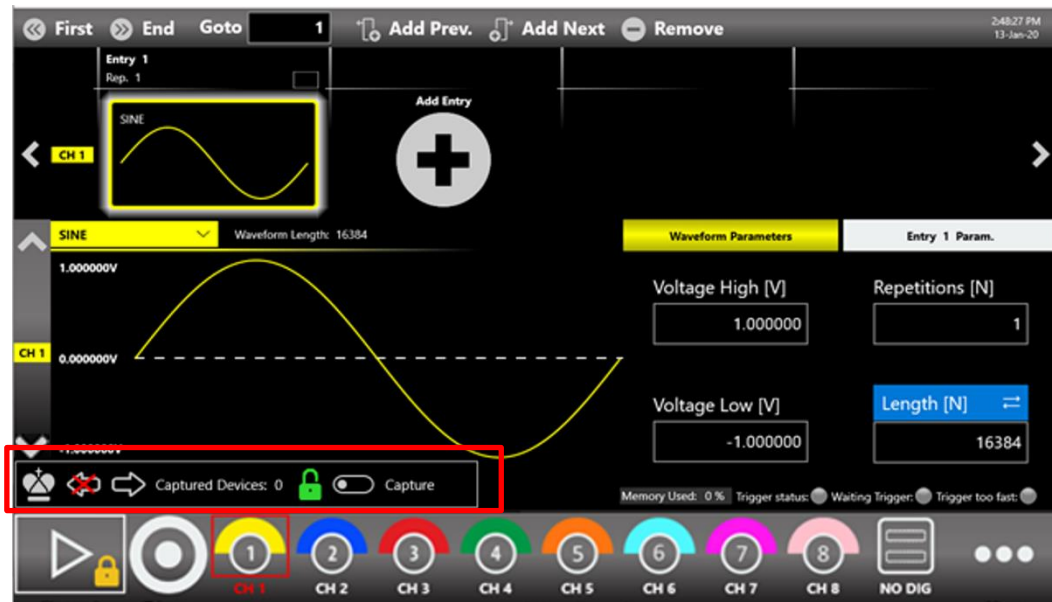 First End Goto 1 Add Prev. Add Next Remove
2:48:27 PM
13-Jan-20
Entry 1
Rep. 1
SINE
Add Entry
CH 1
SINE
Waveform Length: 16384
Waveform Parameters
Entry 1 Param.
1.000000V
Voltage High [V]
Repetitions [N]
1.000000
1
CH 1
0.000000V
Voltage Low [V]
Length [N]
-1.000000V
-1.000000
16384
Captured Devices: 0
Capture
Memory Used: 0 % Trigger status: Waiting Trigger: Trigger too fast:
1 2 3 4 5 6 7 8
CH 1 CH 2 CH 3 CH 4 CH 5 CH 6 CH 7 CH 8 NO DIG